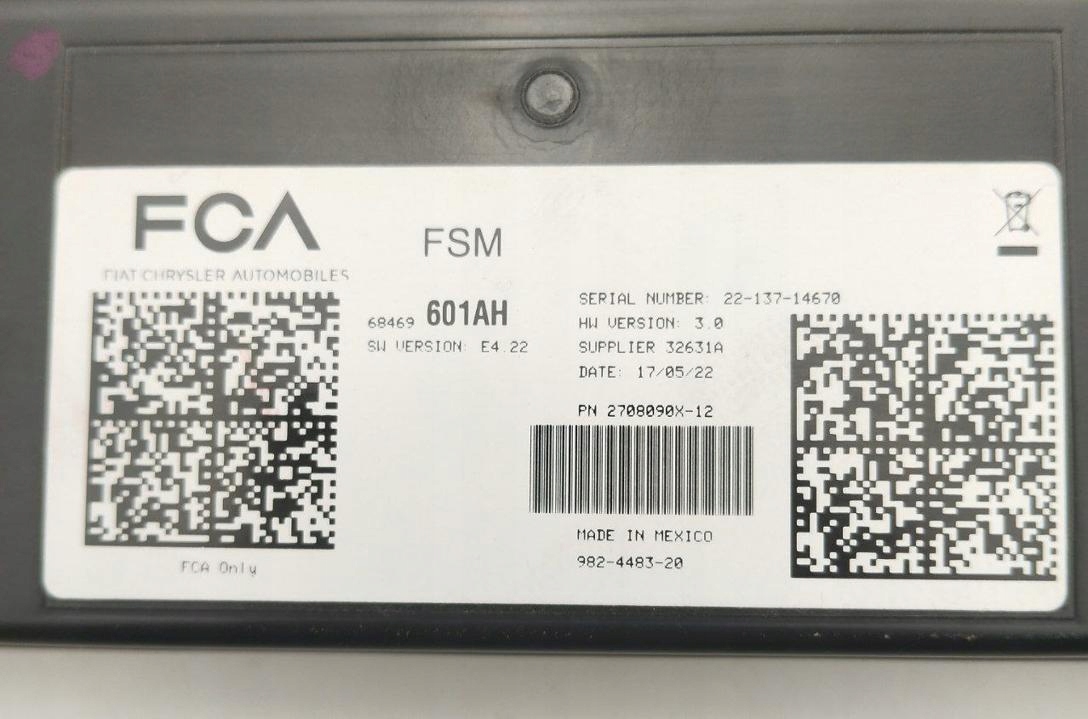 FCA
FIAT CHRYSLER AUTOMOBILES
FSM
68469 601AH
SW VERSION: E4.22
SERIAL NUMBER: 22-137-14670
HW VERSION: 3.0
SUPPLIER 32631A
DATE: 17/05/22
PN 2708090X-12
MADE IN MEXICO
982-4483-20
FCA Only